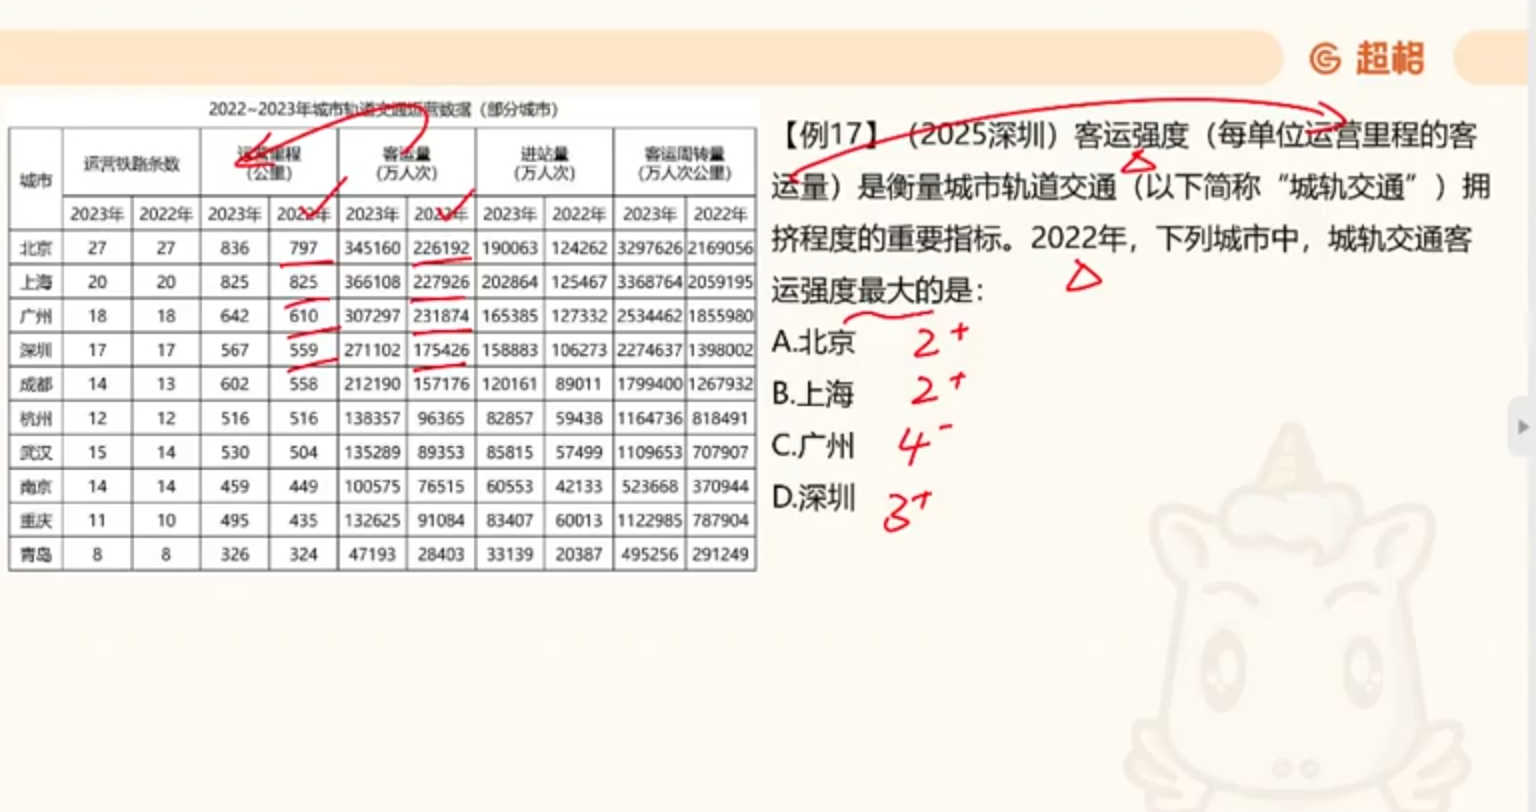 超格
2022~2023年城市轨道交通运营数据（部分城市）
城市 运营铁路条数 运营里程（公里） 客运量（万人次） 进站量（万人次） 客运周转量（万人次公里）
2023年 2022年 2023年 2022年 2023年 2022年 2023年 2022年 2023年 2022年
北京 27 27 836 797 345160 226192 190063 124262 3297626 2169056
上海 20 20 825 825 366108 227926 202864 125467 3368764 2059195
广州 18 18 642 610 307297 231874 165385 127332 2534462 1855980
深圳 17 17 567 559 271102 175426 158883 106273 2274637 1398002
成都 14 13 602 558 212190 157176 120161 89011 1799400 1267932
杭州 12 12 516 516 138357 96365 82857 59438 1164736 818491
武汉 15 14 530 504 135289 89353 85815 57499 1109653 707907
南京 14 14 459 449 100575 76515 60553 42133 523668 370944
重庆 11 10 495 435 132625 91084 83407 60013 1122985 787904
青岛 8 8 326 324 47193 28403 33139 20387 495256 291249
【例17】（2025深圳）客运强度（每单位运营里程的客
运量）是衡量城市轨道交通（以下简称“城轨交通”）拥
挤程度的重要指标。2022年，下列城市中，城轨交通客
运强度最大的是：
A.北京 2+
B.上海 2+
C.广州 4-
D.深圳 3+